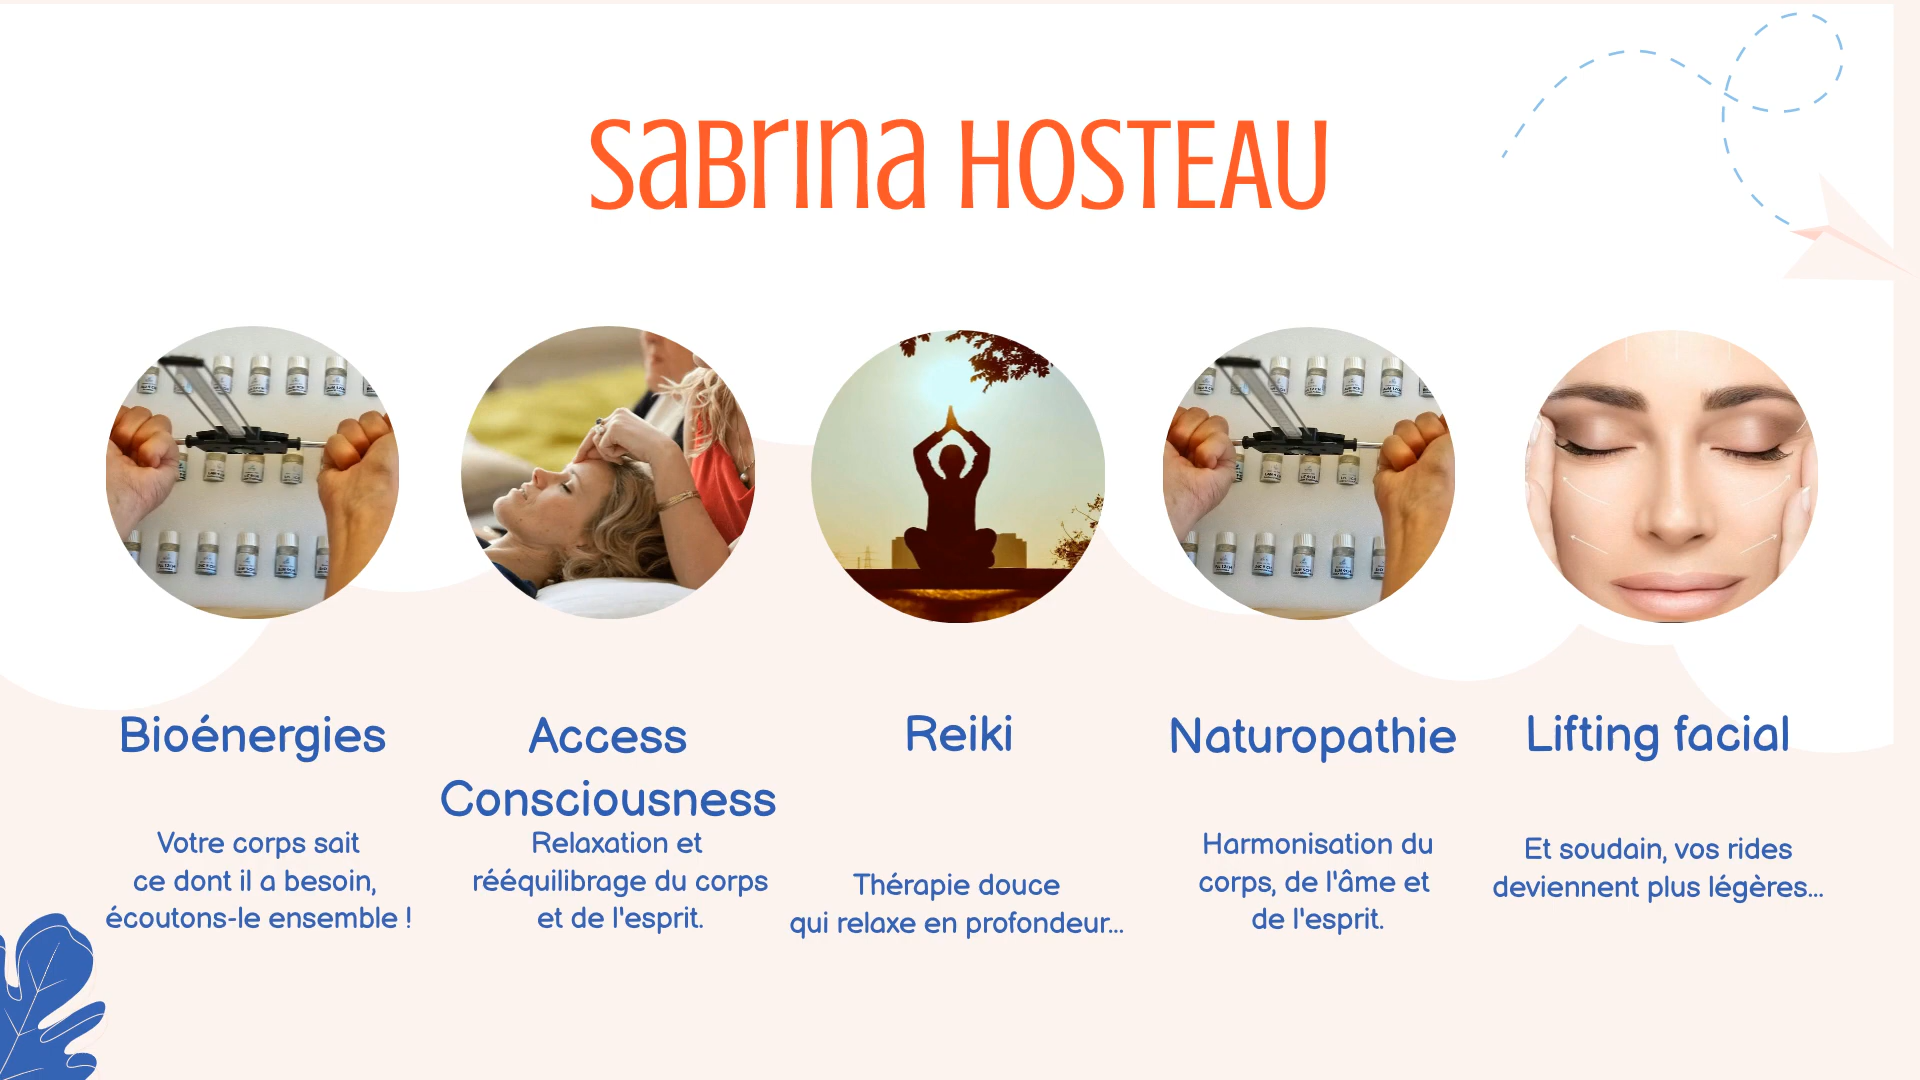 Sabrina HOSTEAU
Bioénergies
Votre corps sait
ce dont il a besoin,
écoutons-le ensemble !
Access
Consciousness
Relaxation et
rééquilibrage du corps
et de l'esprit.
Reiki
Thérapie douce
qui relaxe en profondeur...
Naturopathie
Harmonisation du
corps, de l'âme et
de l'esprit.
Lifting facial
Et soudain, vos rides
deviennent plus légères...